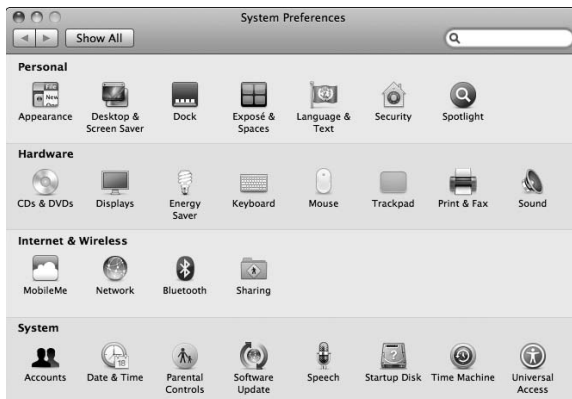 System Preferences
Show All
Personal
Appearance
Desktop & Screen Saver
Dock
Exposé & Spaces
Language & Text
Security
Spotlight
Hardware
CDs & DVDs
Displays
Energy Saver
Keyboard
Mouse
Trackpad
Print & Fax
Sound
Internet & Wireless
MobileMe
Network
Bluetooth
Sharing
System
Accounts
Date & Time
Parental Controls
Software Update
Speech
Startup Disk
Time Machine
Universal Access